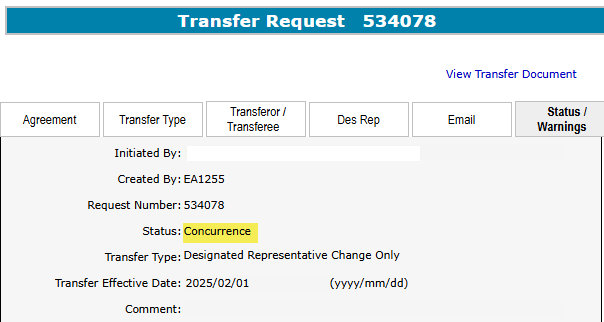 Transfer Request 534078
View Transfer Document
Agreement
Transfer Type
Transferor /
Transferee
Des Rep
Email
Status /
Warnings
Initiated By:
Created By: EA1255
Request Number: 534078
Status: Concurrence
Transfer Type: Designated Representative Change Only
Transfer Effective Date: 2025/02/01 (yyyy/mm/dd)
Comment: